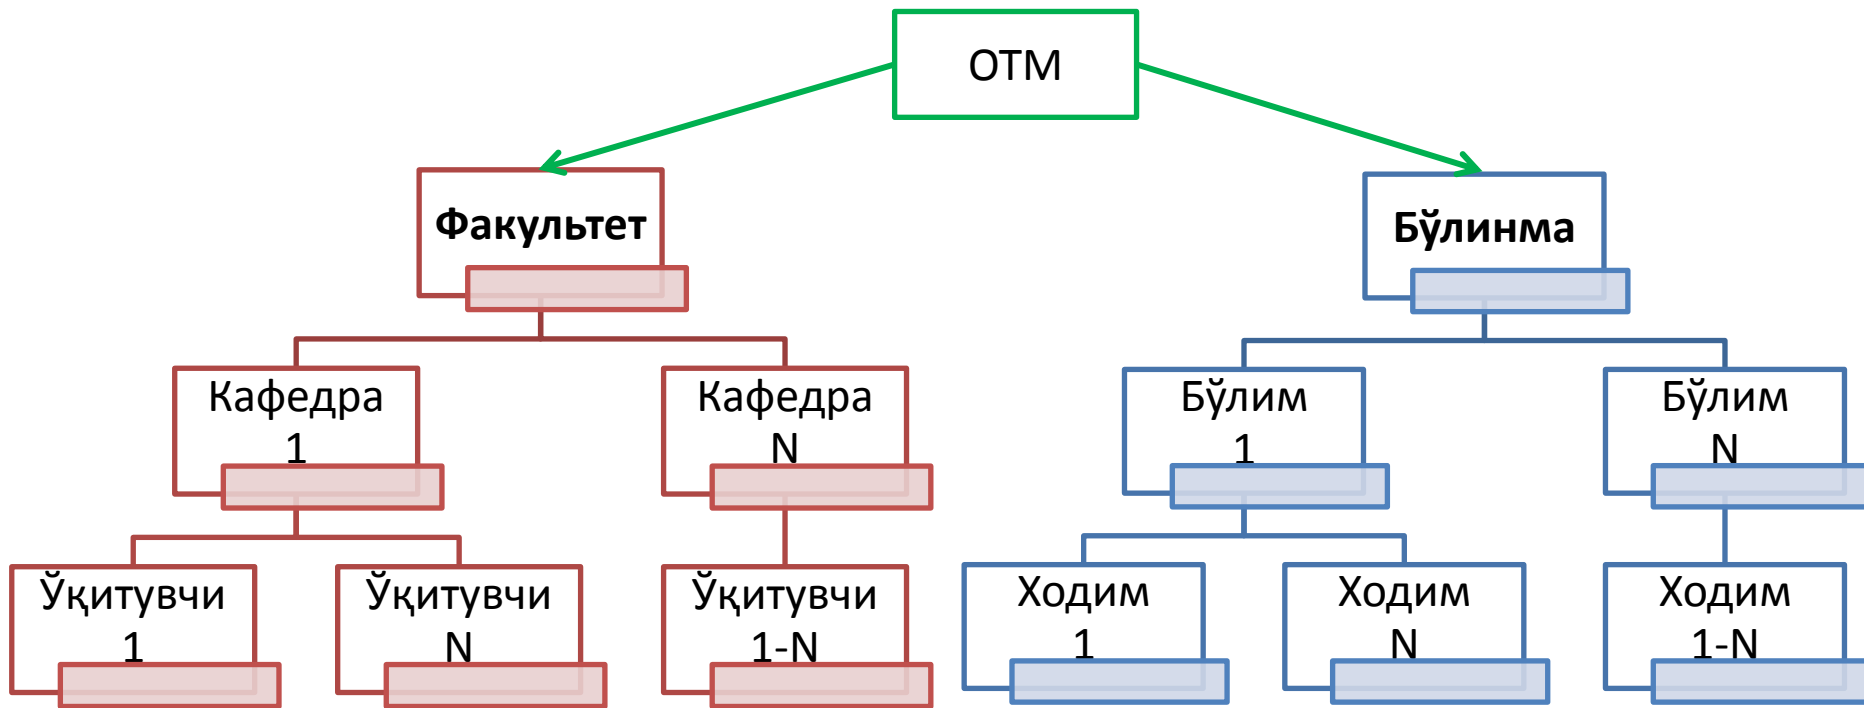 ОТМ
Факультет
Бўлинма
Кафедра
1
Кафедра
N
Бўлим
1
Бўлим
N
Ўқитувчи
1
Ўқитувчи
N
Ўқитувчи
1-N
Ходим
1
Ходим
N
Ходим
1-N